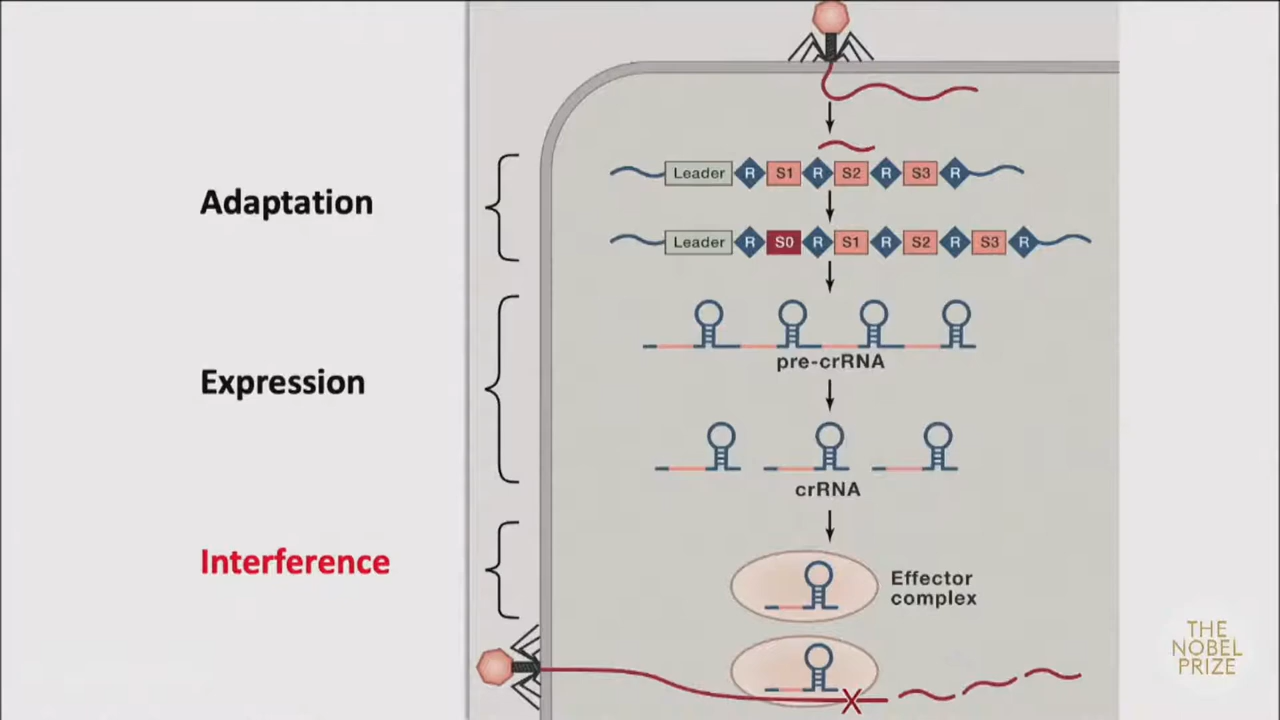 Adaptation
Leader R S1 R S2 R S3 R
Leader R S0 R S1 R S2 R S3 R
pre-crRNA
Expression
crRNA
Interference
Effector
complex
X
THE
NOBEL
PRIZE